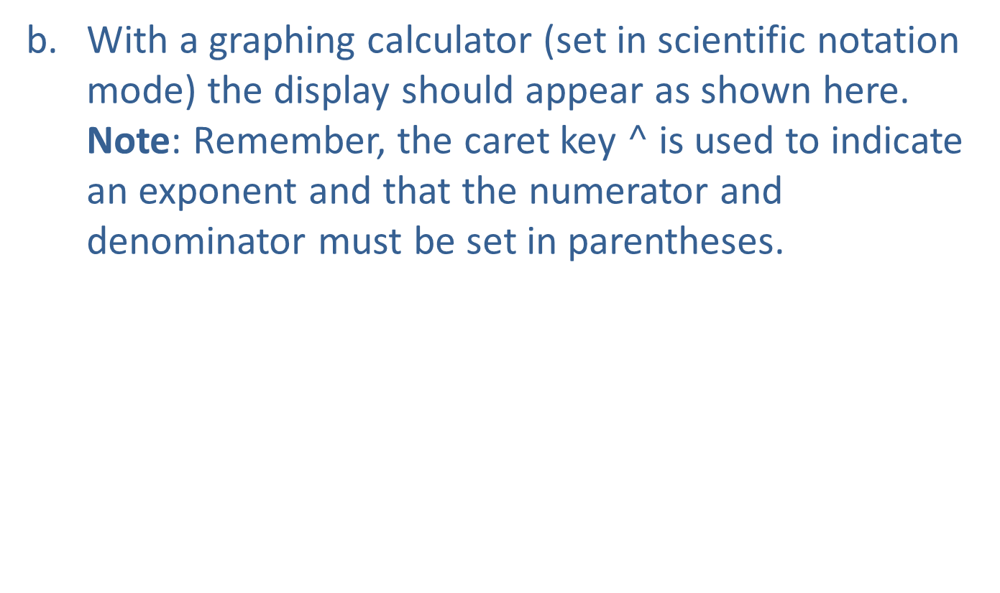 b. With a graphing calculator (set in scientific notation
mode) the display should appear as shown here.
Note: Remember, the caret key ^ is used to indicate
an exponent and that the numerator and
denominator must be set in parentheses.